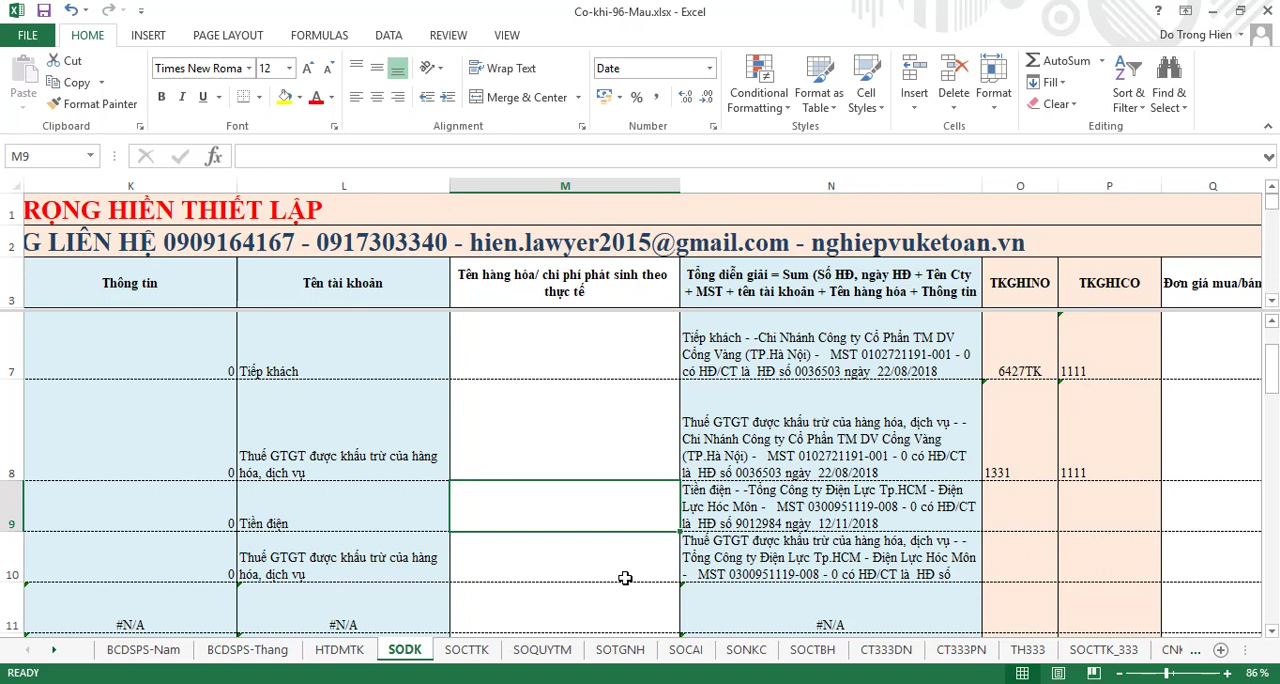 Co-khi-96-Mau.xlsx - Excel
FILE HOME INSERT PAGE LAYOUT FORMULAS DATA REVIEW VIEW Do Trong Hien
Paste
Cut
Copy
Format Painter
Clipboard
Times New Roma 12
B I U
Font
Wrap Text
Merge & Center
Alignment
Date
%
Number
Conditional Formatting
Format as Table
Cell Styles
Styles
Insert
Delete
Format
Cells
AutoSum
Fill
Clear
Sort & Filter
Find & Select
Editing
M9
fx
K L M N O P Q
1 RỌNG HIỀN THIẾT LẬP
2 G LIÊN HỆ 0909164167 - 0917303340 - hien.lawyer2015@gmail.com - nghiepvuketoan.vn
3
Thông tin
Tên tài khoản
Tên hàng hóa/ chi phí phát sinh theo
thực tế
Tổng diễn giải = Sum (Số HĐ, ngày HĐ + Tên Cty
+ MST + tên tài khoản + Tên hàng hóa + Thông tin
TKGHINO
TKGHICO
Đơn giá mua/bán
7
0
Tiếp khách
Tiếp khách - -Chi Nhánh Công ty Cổ Phần TM DV
Cổng Vàng (TP.Hà Nội) - MST 0102721191-001 - 0
có HĐ/CT là HĐ số 0036503 ngày 22/08/2018
6427TK
1111
8
0
Thuế GTGT được khấu trừ của hàng
hóa, dịch vụ
Thuế GTGT được khấu trừ của hàng hóa, dịch vụ - -
Chi Nhánh Công ty Cổ Phần TM DV Cổng Vàng
(TP.Hà Nội) - MST 0102721191-001 - 0 có HĐ/CT
là HĐ số 0036503 ngày 22/08/2018
1331
1111
9
0
Tiền điện
Tiền điện - -Tổng Công ty Điện Lực Tp.HCM - Điện
Lực Hóc Môn - MST 0300951119-008 - 0 có HĐ/CT
là HĐ số 9012984 ngày 12/11/2018
10
0
Thuế GTGT được khấu trừ của hàng
hóa, dịch vụ
Thuế GTGT được khấu trừ của hàng hóa, dịch vụ - -
Tổng Công ty Điện Lực Tp.HCM - Điện Lực Hóc Môn
- MST 0300951119-008 - 0 có HĐ/CT là HĐ số
11
#N/A
#N/A
#N/A
BCDSPS-Nam BCDSPS-Thang HTDMTK SODK SOCTTK SOQUYTM SOTGNH SOCAI SONKC SOCTBH CT333DN CT333PN TH333 SOCTTK_333 CNK ...
READY 86 %